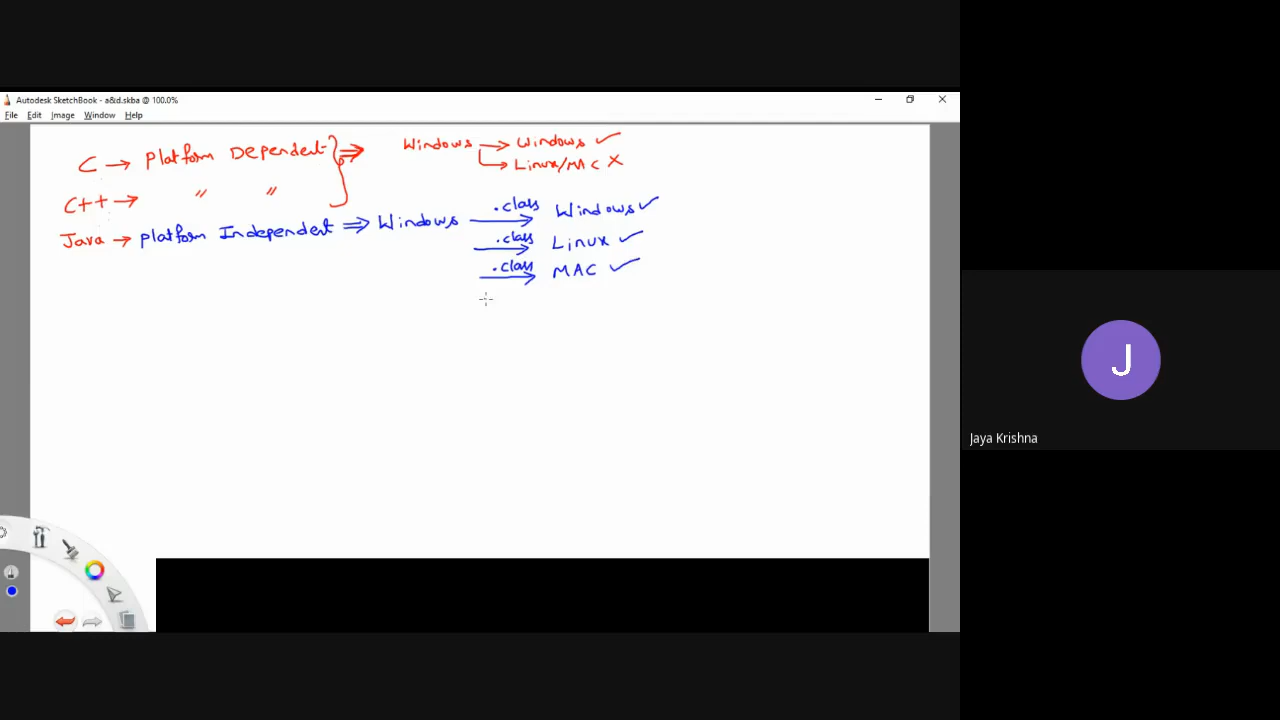 Autodesk SketchBook - a&id.skba @ 100.0%
File Edit Image Window Help
C → Platform Dependent ⇒ Windows → Windows ✓
→ Linux/MAC X
C++ → " "
Java → Platform Independent ⇒ Windows .class Windows ✓
.class Linux ✓
.class MAC ✓
J
Jaya Krishna